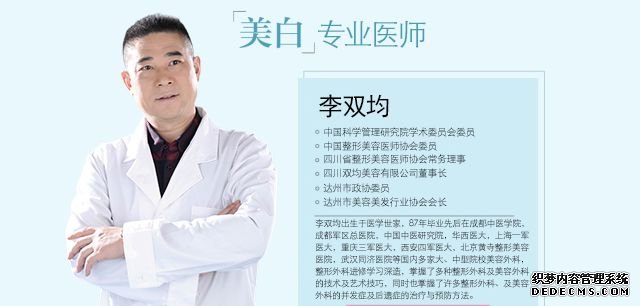 「美白」专业医师
李双均
中国科学管理研究院学术委员会委员
中国整形美容医师协会委员
四川省整形美容医师协会常务理事
四川双均美容有限公司董事长
达州市政协委员
达州市美容美发行业协会会长
李双均出生于医学世家，87年毕业先后在成都中医学院，
成都军区总医院，中国中医研究院，华西医大，上海一军
医大，重庆三军医大，西安四军医大，北京黄寺整形美容
医院，武汉同济医院等国内多家大、中型院校美容外科，
整形外科进修学习深造，掌握了多种整形外科及美容外科
的技术及艺术技巧，同时也掌握了许多整形外科、及美容
外科的并发症及后遗症的治疗与预防方法。
织梦内容管理系统
DEDECMS.COM